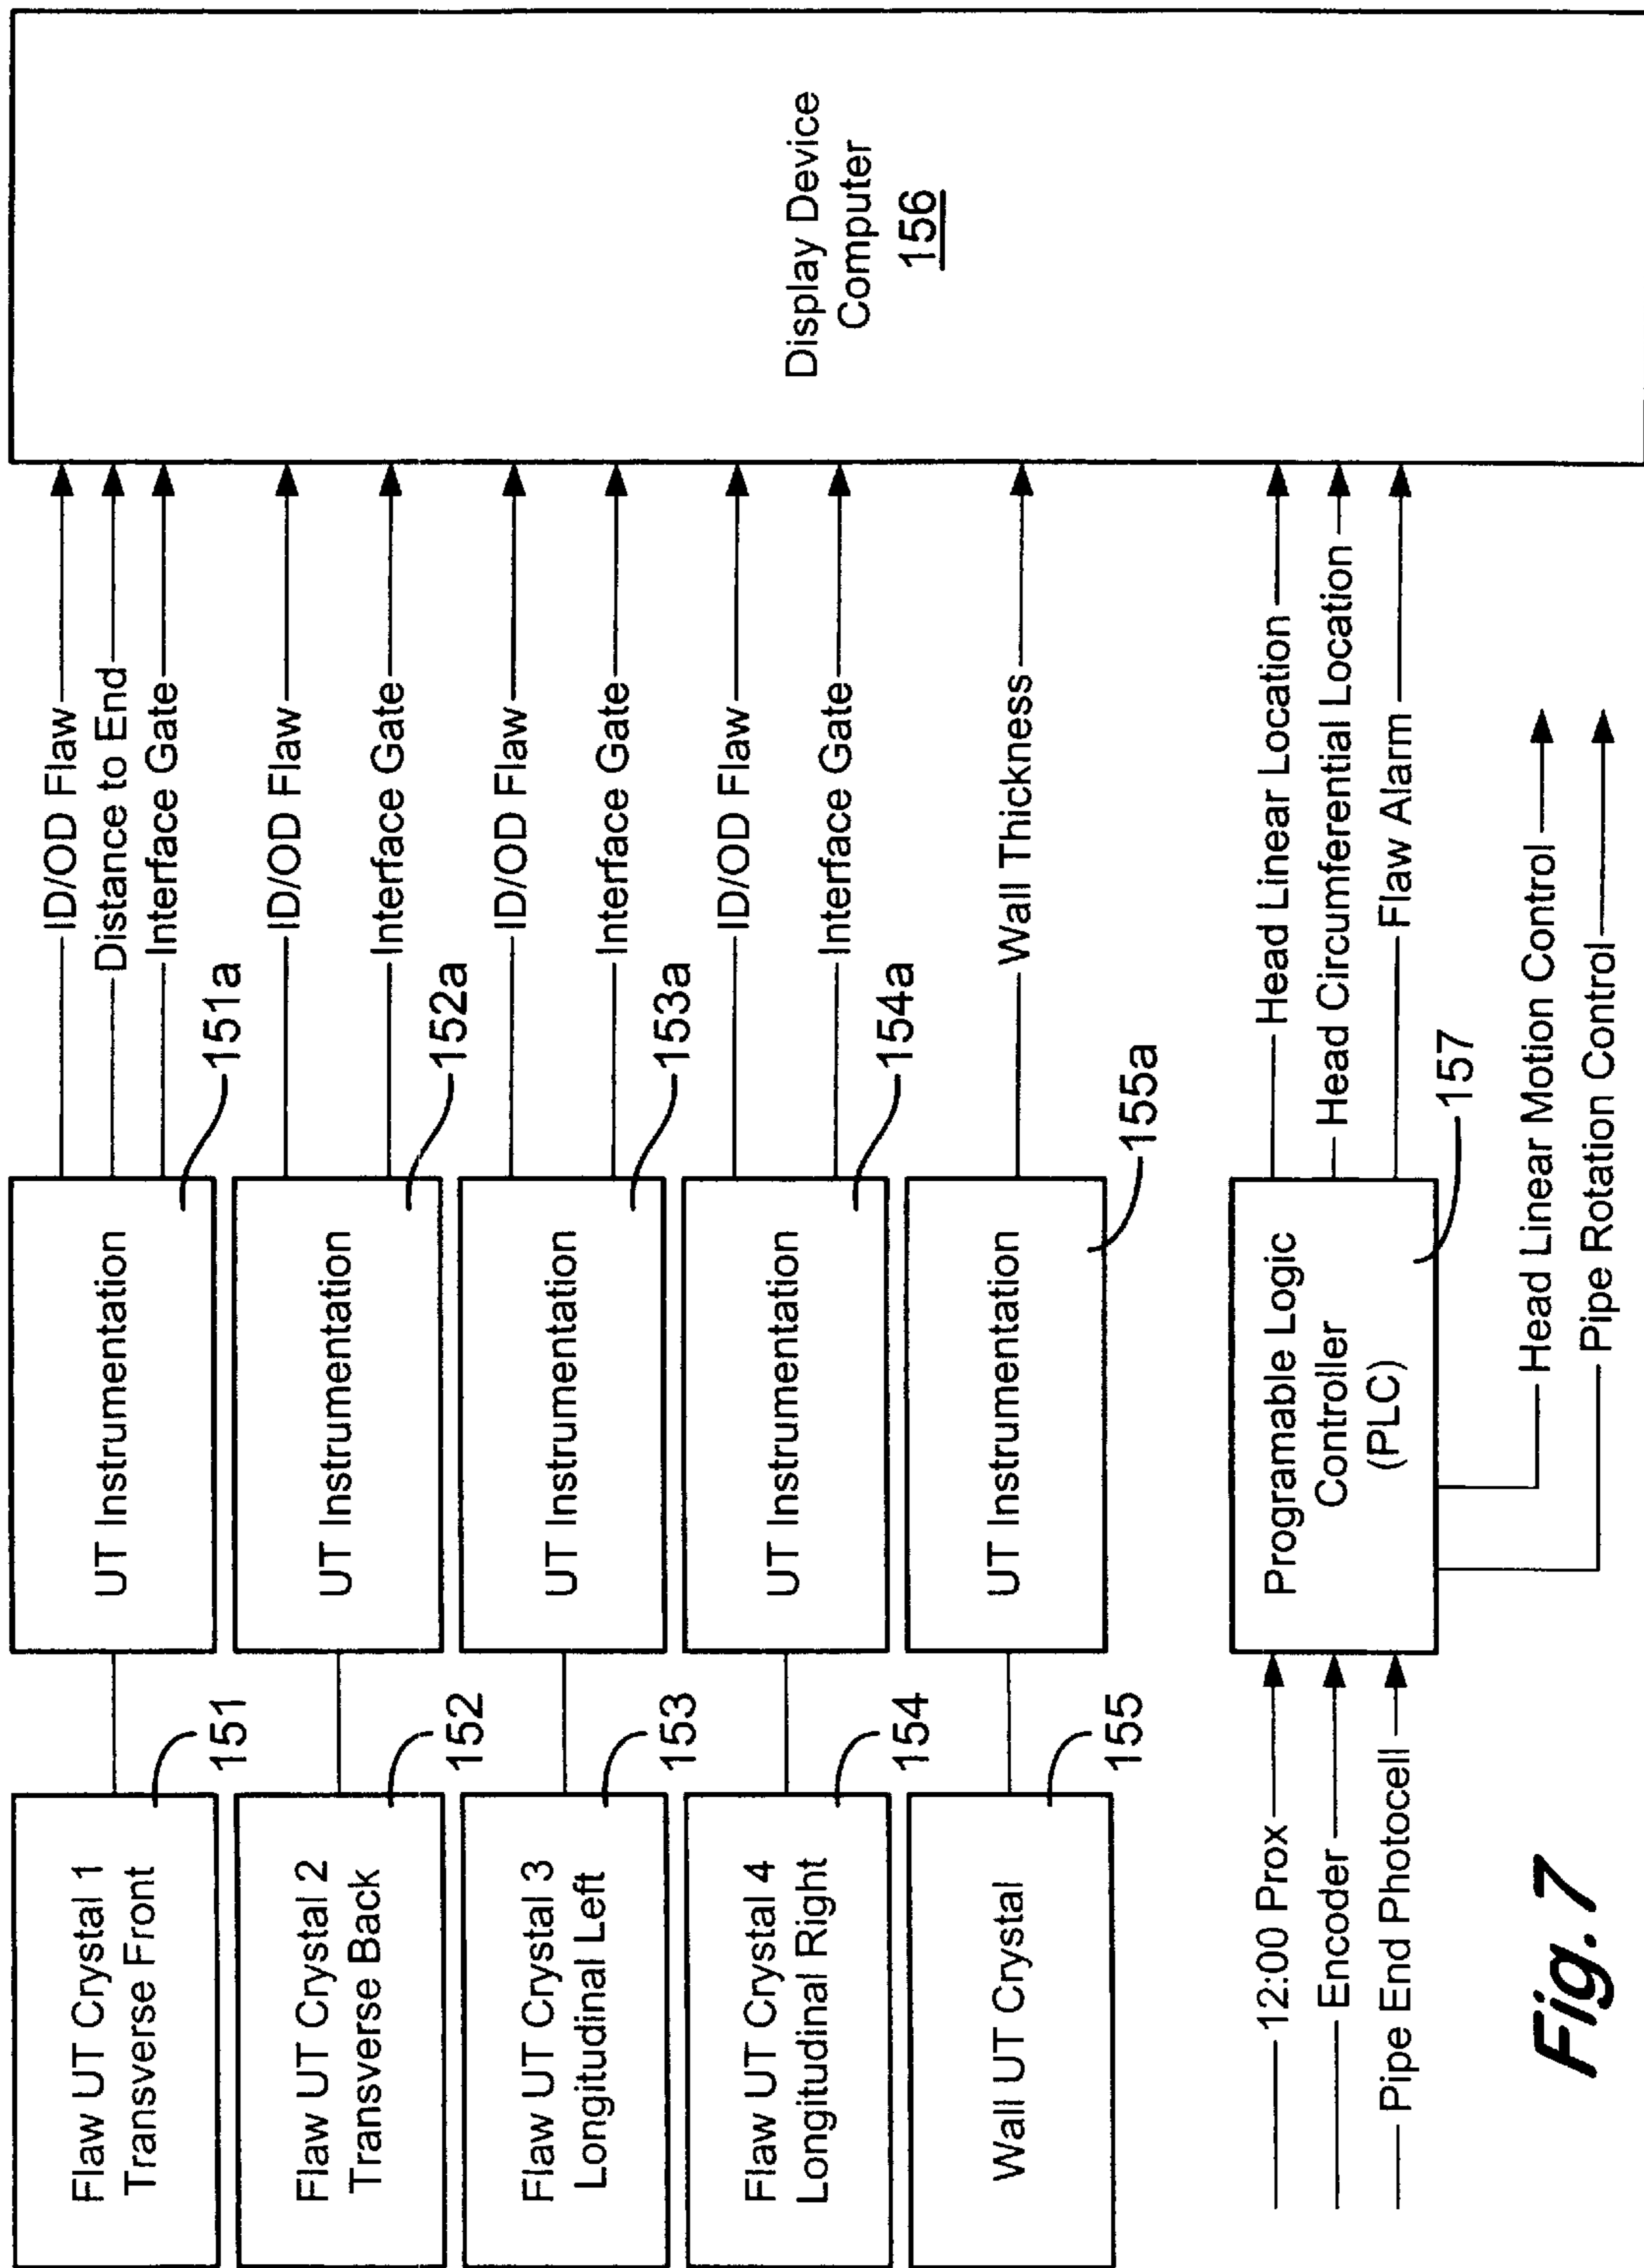 Flaw UT Crystal 1
Transverse Front
151
UT Instrumentation
151a
ID/OD Flaw
Distance to End
Interface Gate
Flaw UT Crystal 2
Transverse Back
152
UT Instrumentation
152a
ID/OD Flaw
Interface Gate
Flaw UT Crystal 3
Longitudinal Left
153
UT Instrumentation
153a
ID/OD Flaw
Interface Gate
Flaw UT Crystal 4
Longitudinal Right
154
UT Instrumentation
154a
ID/OD Flaw
Interface Gate
Wall UT Crystal
155
UT Instrumentation
155a
Wall Thickness
Display Device
Computer
156
12:00 Prox
Encoder
Pipe End Photocell
Programable Logic
Controller
(PLC)
157
Head Linear Location
Head Circumferential Location
Flaw Alarm
Head Linear Motion Control
Pipe Rotation Control
Fig. 7